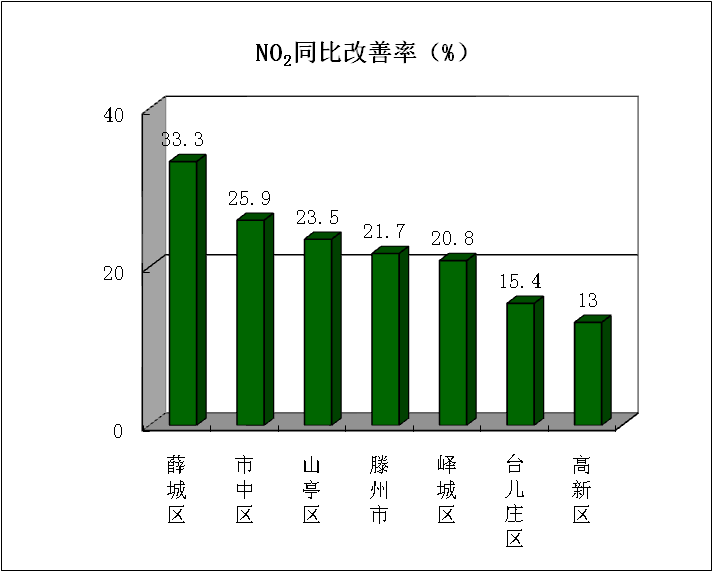 NO₂同比改善率（%）
40
20
0
33.3
25.9
23.5
21.7
20.8
15.4
13
薛城区
市中区
山亭区
滕州市
峄城区
台儿庄区
高新区